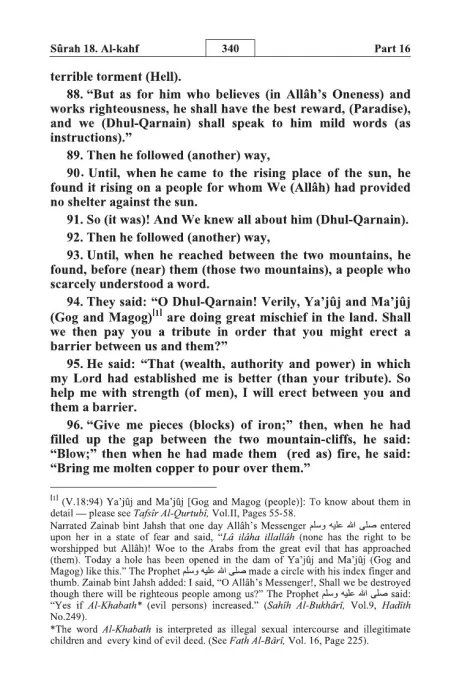 Sûrah 18. Al-kahf 340 Part 16
terrible torment (Hell).
88. “But as for him who believes (in Allâh’s Oneness) and
works righteousness, he shall have the best reward, (Paradise),
and we (Dhul-Qarnain) shall speak to him mild words (as
instructions).”
89. Then he followed (another) way,
90. Until, when he came to the rising place of the sun, he
found it rising on a people for whom We (Allâh) had provided
no shelter against the sun.
91. So (it was)! And We knew all about him (Dhul-Qarnain).
92. Then he followed (another) way,
93. Until, when he reached between the two mountains, he
found, before (near) them (those two mountains), a people who
scarcely understood a word.
94. They said: “O Dhul-Qarnain! Verily, Ya’jûj and Ma’jûj
(Gog and Magog)[1] are doing great mischief in the land. Shall
we then pay you a tribute in order that you might erect a
barrier between us and them?”
95. He said: “That (wealth, authority and power) in which
my Lord had established me is better (than your tribute). So
help me with strength (of men), I will erect between you and
them a barrier.
96. “Give me pieces (blocks) of iron;” then, when he had
filled up the gap between the two mountain-cliffs, he said:
“Blow;” then when he had made them (red as) fire, he said:
“Bring me molten copper to pour over them.”
[1] (V.18:94) Ya’jûj and Ma’jûj [Gog and Magog (people)]: To know about them in
detail — please see Tafsîr Al-Qurtubî, Vol.II, Pages 55-58.
Narrated Zainab bint Jahsh that one day Allâh’s Messenger صلى الله عليه وسلم entered
upon her in a state of fear and said, “Lâ ilâha illallâh (none has the right to be
worshipped but Allâh)! Woe to the Arabs from the great evil that has approached
(them). Today a hole has been opened in the dam of Ya’jûj and Ma’jûj (Gog and
Magog) like this.” The Prophet صلى الله عليه وسلم made a circle with his index finger and
thumb. Zainab bint Jahsh added: I said, “O Allâh’s Messenger!, Shall we be destroyed
though there will be righteous people among us?” The Prophet صلى الله عليه وسلم said:
“Yes if Al-Khabath* (evil persons) increased.” (Sahîh Al-Bukhârî, Vol.9, Hadîth
No.249).
*The word Al-Khabath is interpreted as illegal sexual intercourse and illegitimate
children and every kind of evil deed. (See Fath Al-Bârî, Vol. 16, Page 225).